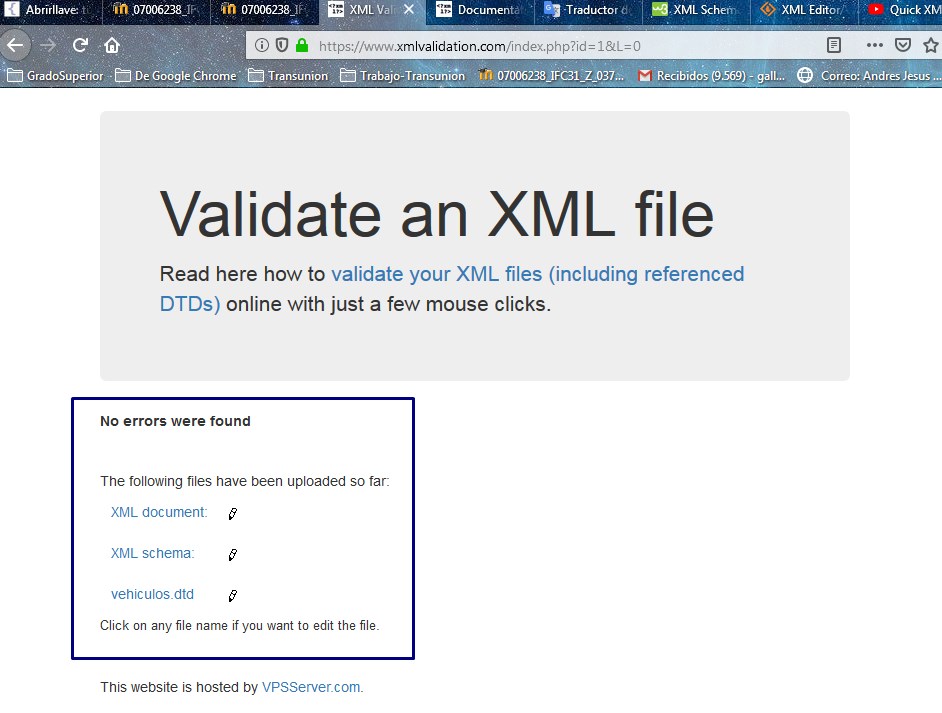 Abrirllave: ti
07006238_IF
07006238_IF
XML Vali
Documenta
Traductor de
XML Schem
XML Editor
Quick XM
https://www.xmlvalidation.com/index.php?id=1&L=0
GradoSuperior
De Google Chrome
Transunion
Trabajo-Transunión
07006238_IFC31_Z_037...
Recibidos (9.569) - gall...
Correo: Andres Jesus ...
Validate an XML file
Read here how to validate your XML files (including referenced
DTDs) online with just a few mouse clicks.
No errors were found
The following files have been uploaded so far:
XML document:
XML schema:
vehiculos.dtd
Click on any file name if you want to edit the file.
This website is hosted by VPSServer.com.